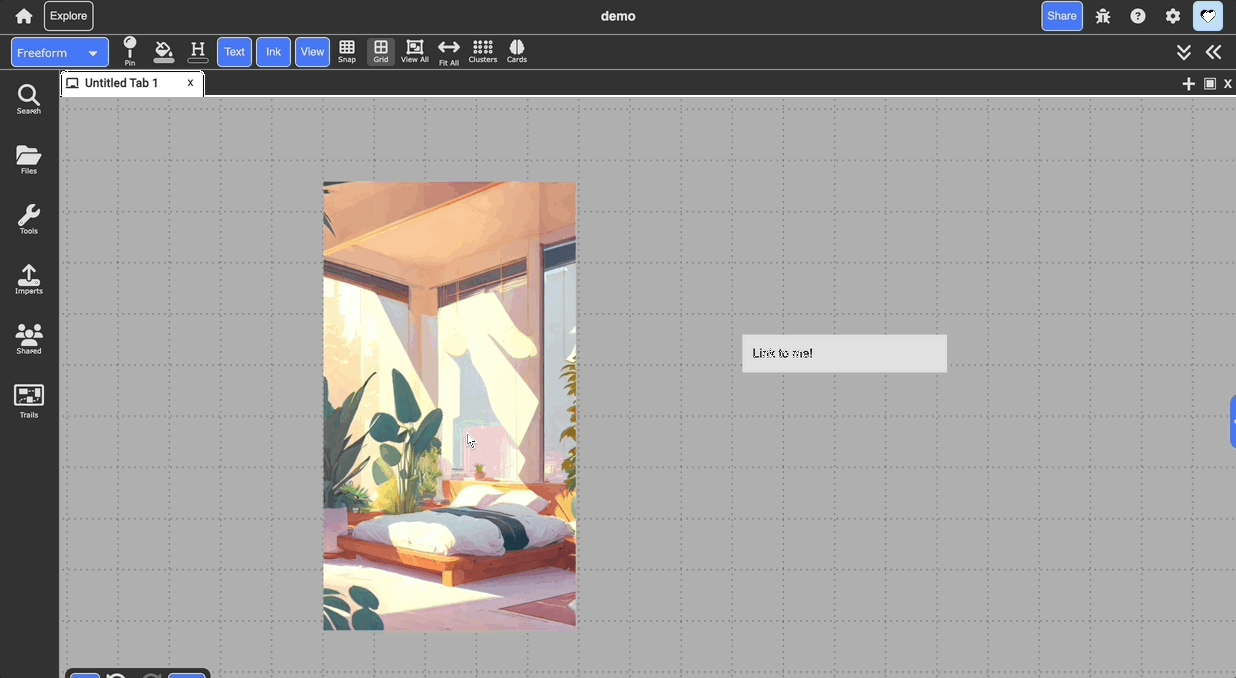 Explore
demo
Share
Freeform
Pin
H
Text
Ink
View
Snap
Grid
View All
Fit All
Clusters
Cards
Untitled Tab 1 x
x
Search
Files
Tools
Imports
Shared
Trails
Link to me!